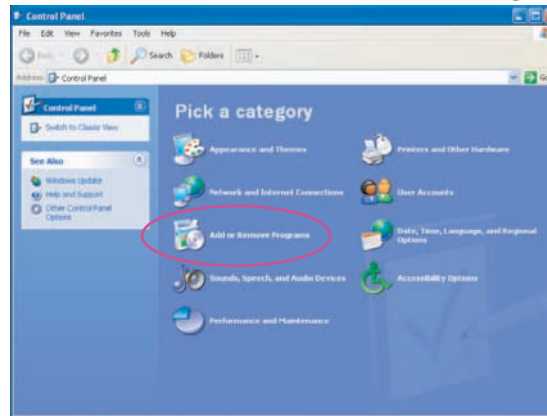 Control Panel
File Edit View Favorites Tools Help
Search Folders
Address Control Panel Go
Control Panel
Switch to Classic View
See Also
Windows Update
Help and Support
Other Control Panel
Options
Pick a category
Appearance and Themes
Printers and Other Hardware
Network and Internet Connections
User Accounts
Add or Remove Programs
Date, Time, Language, and Regional
Options
Sounds, Speech, and Audio Devices
Accessibility Options
Performance and Maintenance